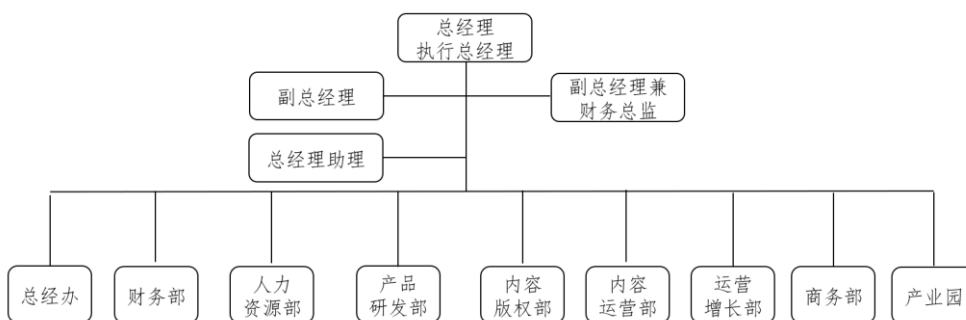 总经理
执行总经理
副总经理
副总经理兼
财务总监
总经理助理
总经办
财务部
人力
资源部
产品
研发部
内容
版权部
内容
运营部
运营
增长部
商务部
产业园